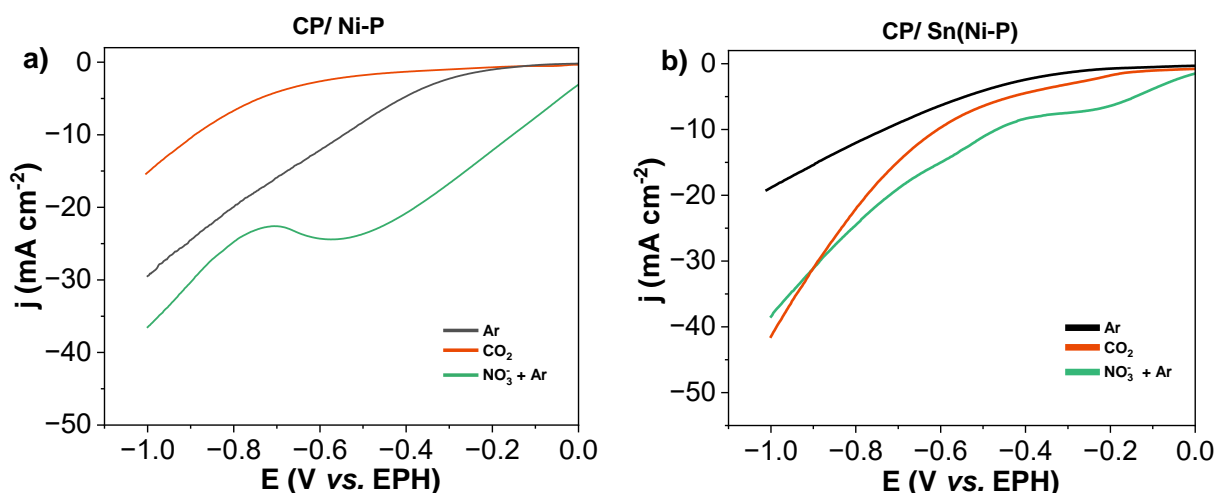 CP/ Ni-P
a)
0
−10
−20
−30
−40
−50
j (mA cm⁻²)
−1.0 −0.8 −0.6 −0.4 −0.2 0.0
E (V vs. EPH)
Ar
CO₂
NO₃⁻ + Ar
CP/ Sn(Ni-P)
b)
0
−10
−20
−30
−40
−50
j (mA cm⁻²)
−1.0 −0.8 −0.6 −0.4 −0.2 0.0
E (V vs. EPH)
Ar
CO₂
NO₃⁻ + Ar